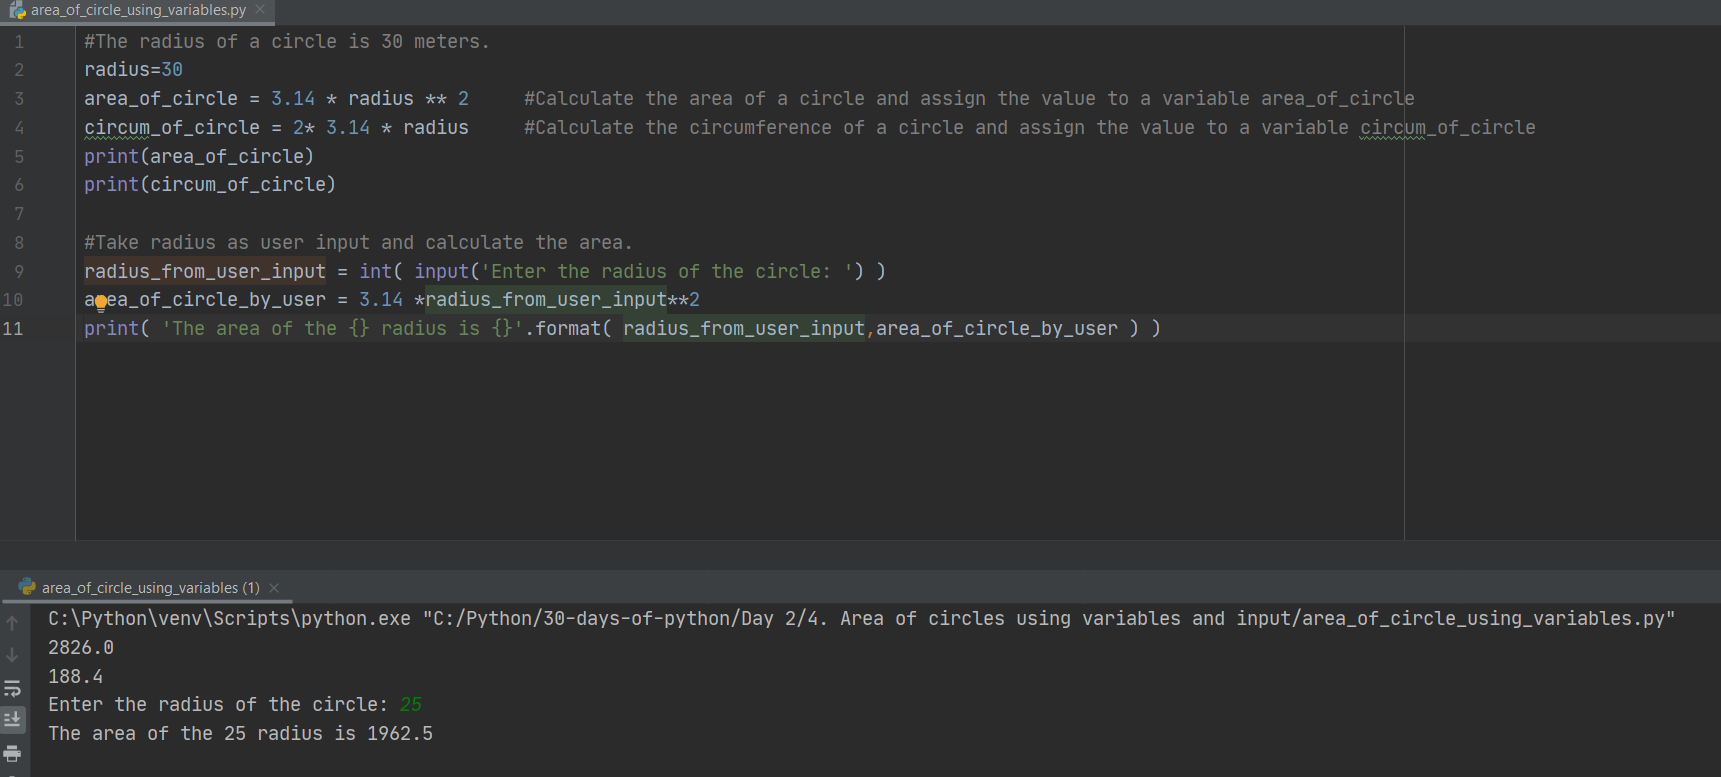 area_of_circle_using_variables.py
1 #The radius of a circle is 30 meters.
2 radius=30
3 area_of_circle = 3.14 * radius ** 2     #Calculate the area of a circle and assign the value to a variable area_of_circle
4 circum_of_circle = 2* 3.14 * radius     #Calculate the circumference of a circle and assign the value to a variable circum_of_circle
5 print(area_of_circle)
6 print(circum_of_circle)
7
8 #Take radius as user input and calculate the area.
9 radius_from_user_input = int( input('Enter the radius of the circle: ') )
10 area_of_circle_by_user = 3.14 *radius_from_user_input**2
11 print( 'The area of the {} radius is {}'.format( radius_from_user_input,area_of_circle_by_user ) )
area_of_circle_using_variables (1)
C:\Python\venv\Scripts\python.exe "C:/Python/30-days-of-python/Day 2/4. Area of circles using variables and input/area_of_circle_using_variables.py"
2826.0
188.4
Enter the radius of the circle: 25
The area of the 25 radius is 1962.5